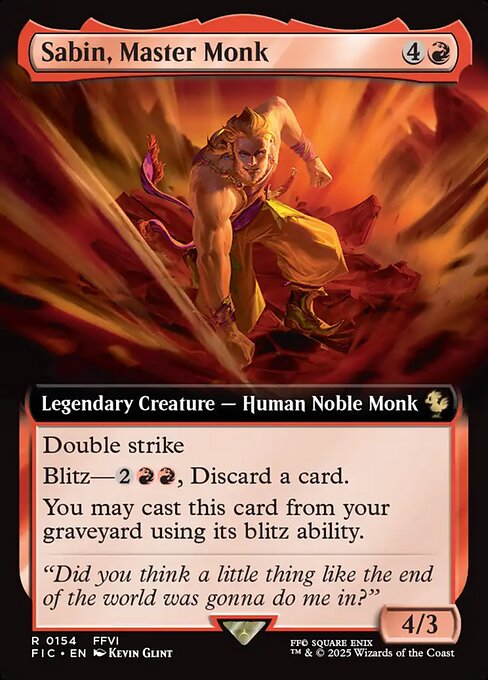 Sabin, Master Monk 4
Legendary Creature — Human Noble Monk
Double strike
Blitz—2, Discard a card.
You may cast this card from your
graveyard using its blitz ability.
“Did you think a little thing like the end
of the world was gonna do me in?”
4/3
R 0154 FFVI
FIC • EN Kevin Glint
FF© SQUARE ENIX
™ & © 2025 Wizards of the Coast